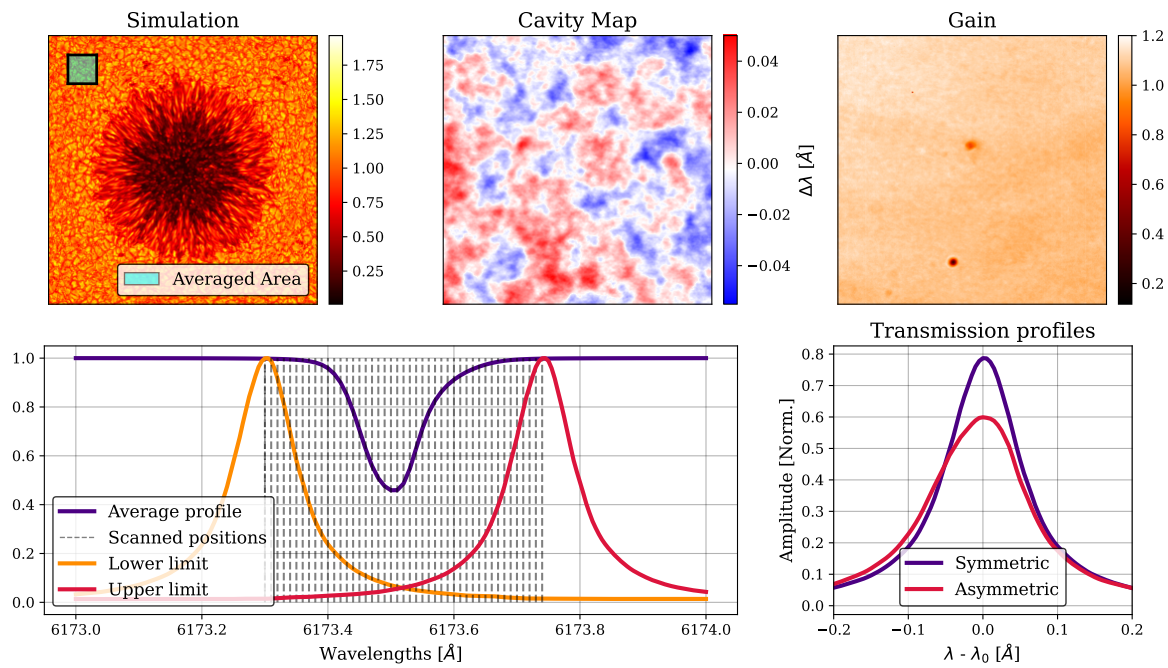 Simulation
Cavity Map
Gain
1.75
1.50
1.25
1.00
0.75
0.50
0.25
Averaged Area
0.04
0.02
0.00
−0.02
−0.04
Δλ [Å]
1.2
1.0
0.8
0.6
0.4
0.2
1.0
0.8
0.6
0.4
0.2
0.0
Average profile
Scanned positions
Lower limit
Upper limit
6173.0
6173.2
6173.4
6173.6
6173.8
6174.0
Wavelengths [Å]
Transmission profiles
Amplitude [Norm.]
0.8
0.7
0.6
0.5
0.4
0.3
0.2
0.1
0.0
Symmetric
Asymmetric
−0.2
−0.1
0.0
0.1
0.2
λ - λ₀ [Å]